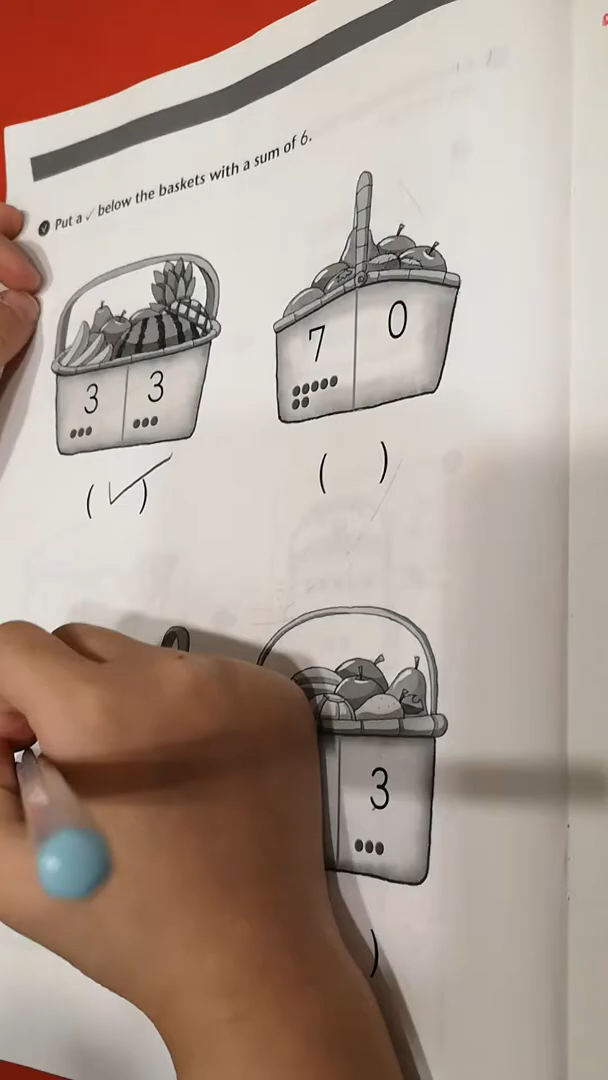 ✓ Put a ✓ below the baskets with a sum of 6.
3 3
7 0
( ✓ ) ( )
3
)